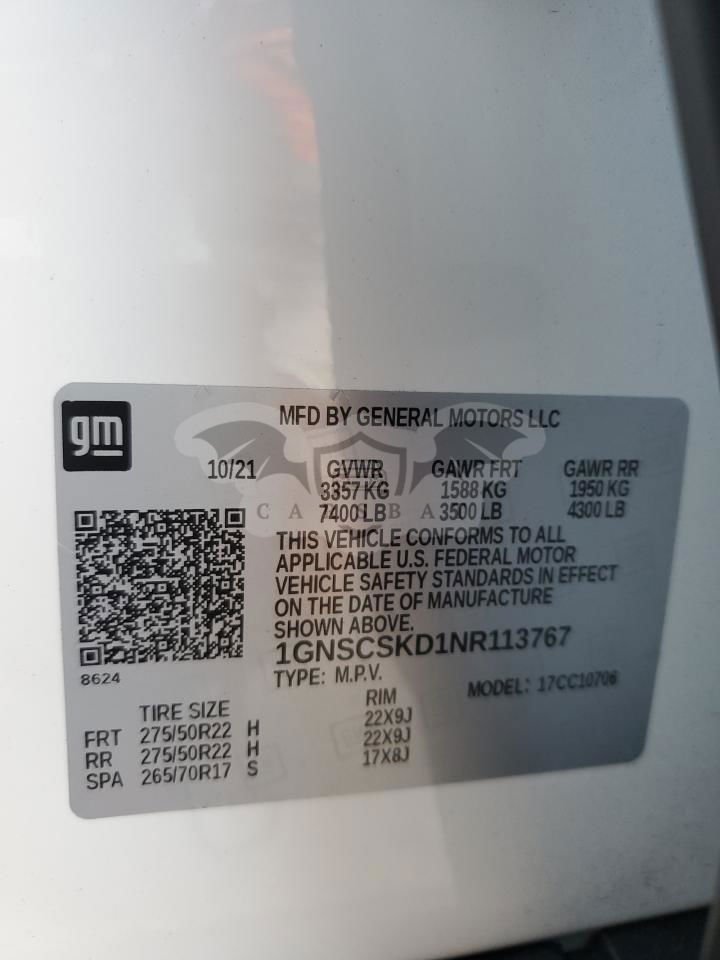 gm
MFD BY GENERAL MOTORS LLC
10/21 GVWR GAWR FRT GAWR RR
3357 KG 1588 KG 1950 KG
7400 LB 3500 LB 4300 LB
THIS VEHICLE CONFORMS TO ALL
APPLICABLE U.S. FEDERAL MOTOR
VEHICLE SAFETY STANDARDS IN EFFECT
ON THE DATE OF MANUFACTURE
SHOWN ABOVE.
1GNSCSKD1NR113767
8624
TYPE: M.P.V. MODEL: 17CC10706
TIRE SIZE RIM
FRT 275/50R22 H 22X9J
RR 275/50R22 H 22X9J
SPA 265/70R17 S 17X8J